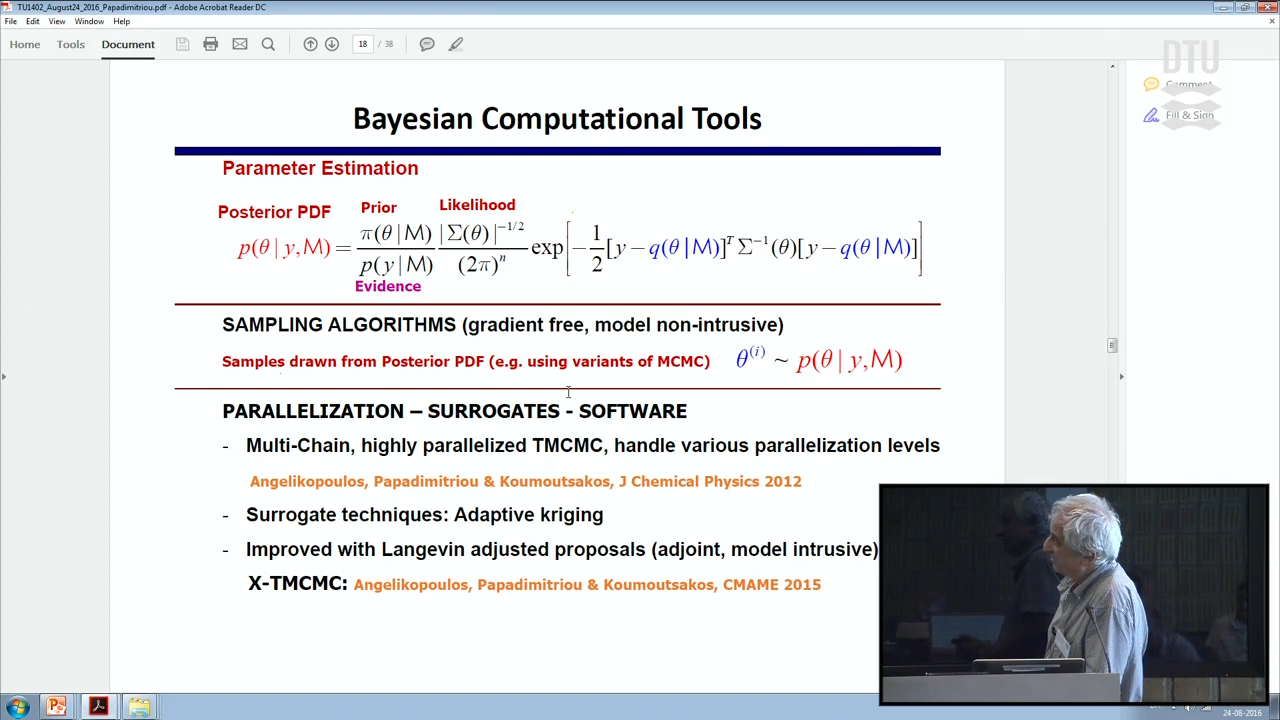 TU1402_August24_2016_Papadimitriou.pdf - Adobe Acrobat Reader DC
File Edit View Window Help
Home Tools Document 18 / 38
DTU
Comment
Fill & Sign
Bayesian Computational Tools
Parameter Estimation
Posterior PDF Prior Likelihood
p(θ | y,M) = π(θ | M) / p(y | M) |Σ(θ)|^{-1/2} / (2π)^n exp[ -1/2 [y − q(θ | M)]^T Σ^{-1}(θ)[y − q(θ | M)] ]
Evidence
SAMPLING ALGORITHMS (gradient free, model non-intrusive)
Samples drawn from Posterior PDF (e.g. using variants of MCMC) θ^{(i)} ~ p(θ | y,M)
PARALLELIZATION – SURROGATES - SOFTWARE
- Multi-Chain, highly parallelized TMCMC, handle various parallelization levels
Angelikopoulos, Papadimitriou & Koumoutsakos, J Chemical Physics 2012
- Surrogate techniques: Adaptive kriging
- Improved with Langevin adjusted proposals (adjoint, model intrusive)
X-TMCMC: Angelikopoulos, Papadimitriou & Koumoutsakos, CMAME 2015
24-08-2016